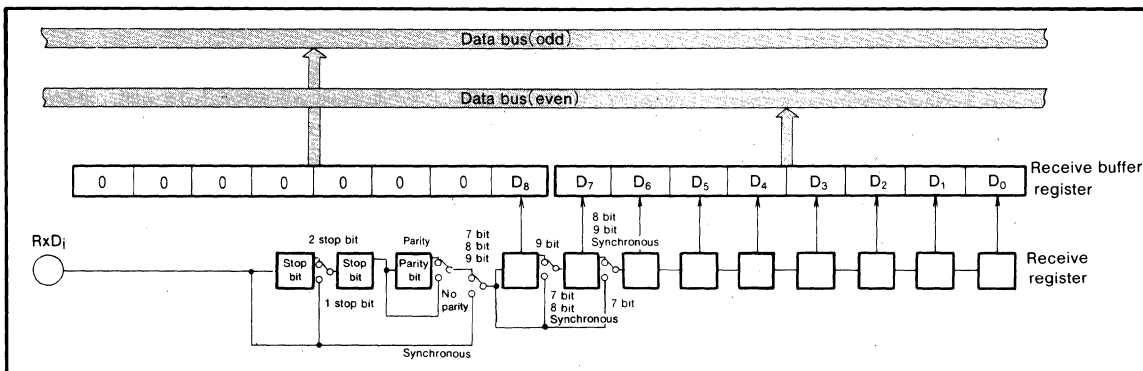 Data bus(odd)
Data bus(even)
0 0 0 0 0 0 0 D₈ D₇ D₆ D₅ D₄ D₃ D₂ D₁ D₀
Receive buffer
register
RxDᵢ
2 stop bit
Parity
7 bit
8 bit
9 bit
9 bit
8 bit
9 bit
Synchronous
Stop
bit
Stop
bit
Parity
bit
Receive
register
1 stop bit
No
parity
7 bit
8 bit
Synchronous
7 bit
Synchronous